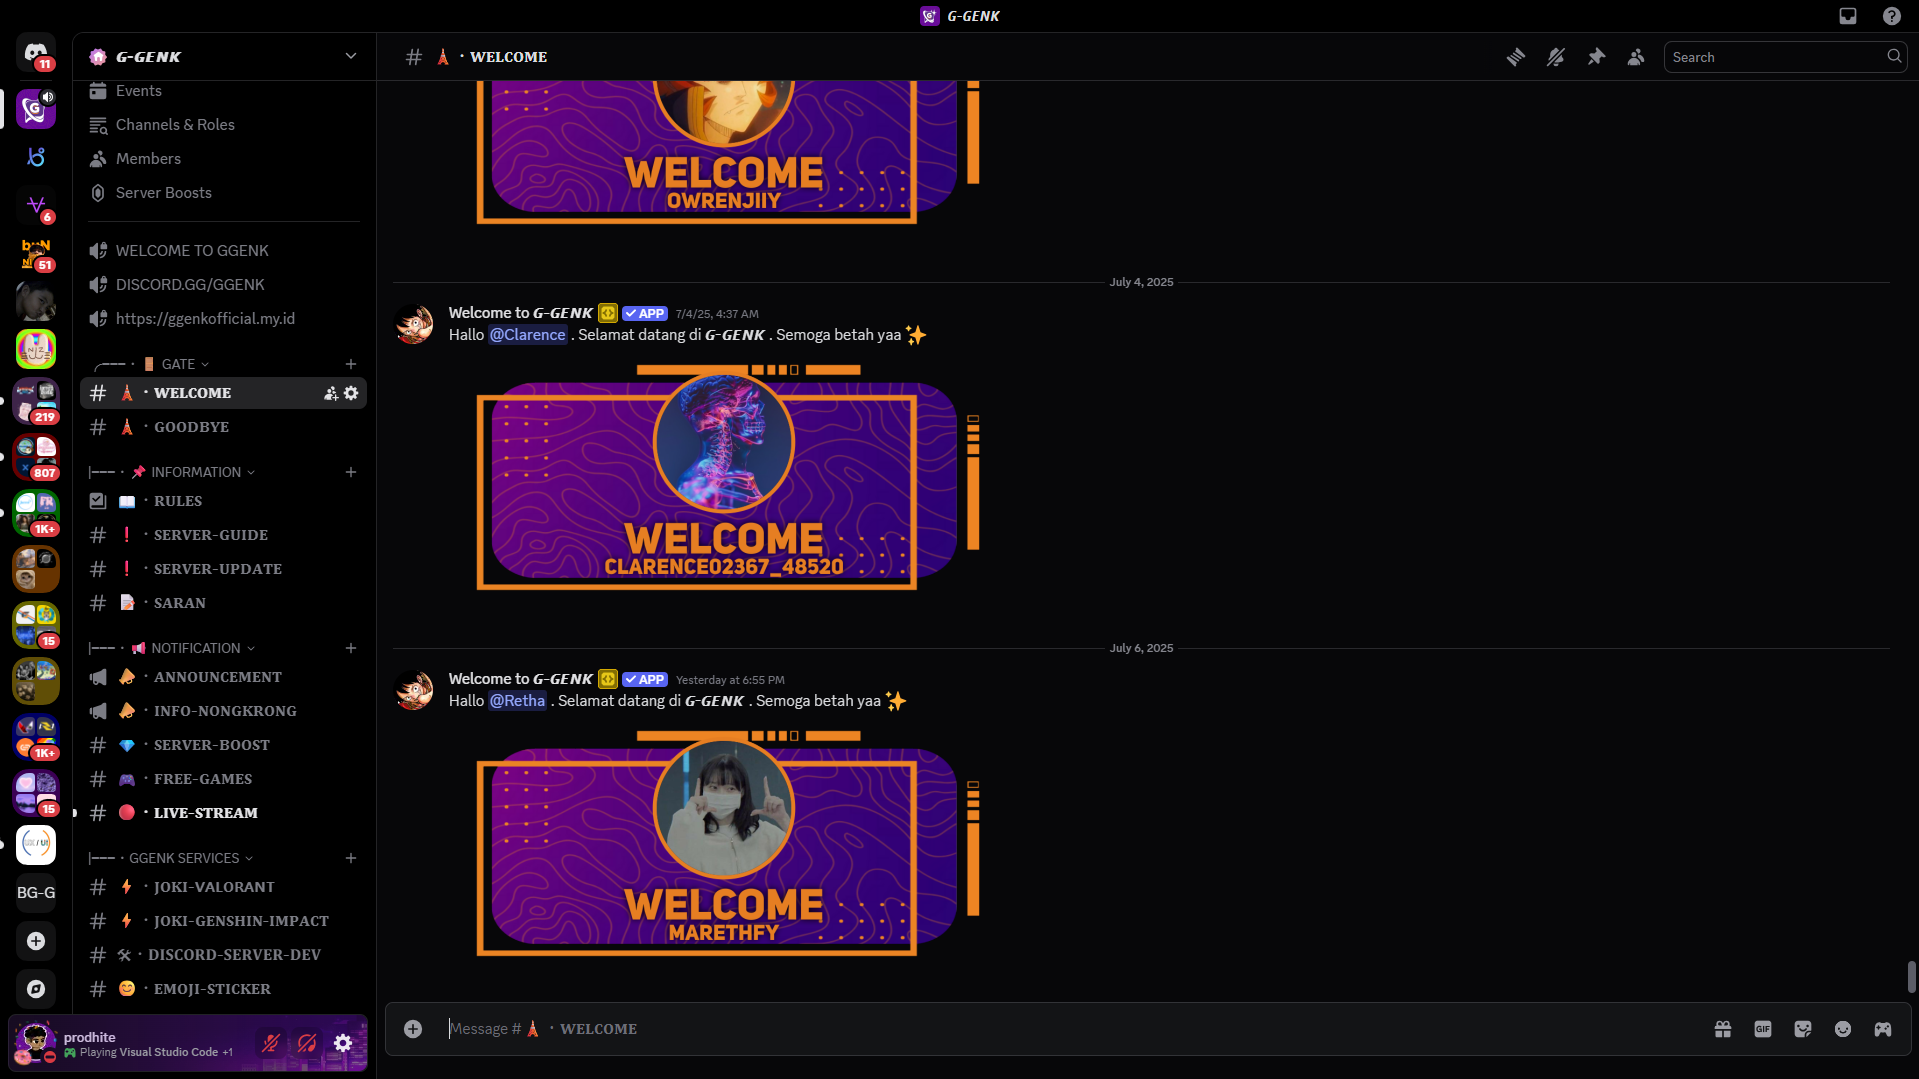 G-GENK
11
G-GENK
# · WELCOME
Search
Events
Channels & Roles
Members
Server Boosts
WELCOME TO GGENK
DISCORD.GG/GGENK
https://ggenkofficial.my.id
GATE
· WELCOME
· GOODBYE
|--- · INFORMATION
· RULES
· SERVER-GUIDE
· SERVER-UPDATE
· SARAN
|--- · NOTIFICATION
· ANNOUNCEMENT
· INFO-NONGKRONG
· SERVER-BOOST
· FREE-GAMES
· LIVE-STREAM
|--- · GGENK SERVICES
· JOKI-VALORANT
· JOKI-GENSHIN-IMPACT
· DISCORD-SERVER-DEV
· EMOJI-STICKER
6
51
219
807
1K+
15
1K+
15
BG-G
prodhite
Playing Visual Studio Code +1
WELCOME
OWRENJIIY
July 4, 2025
Welcome to G-GENK APP 7/4/25, 4:37 AM
Hallo @Clarence . Selamat datang di G-GENK . Semoga betah yaa ✨
WELCOME
CLARENCE02367_48520
July 6, 2025
Welcome to G-GENK APP Yesterday at 6:55 PM
Hallo @Retha . Selamat datang di G-GENK . Semoga betah yaa ✨
WELCOME
MARETHFY
Message # · WELCOME
GIF